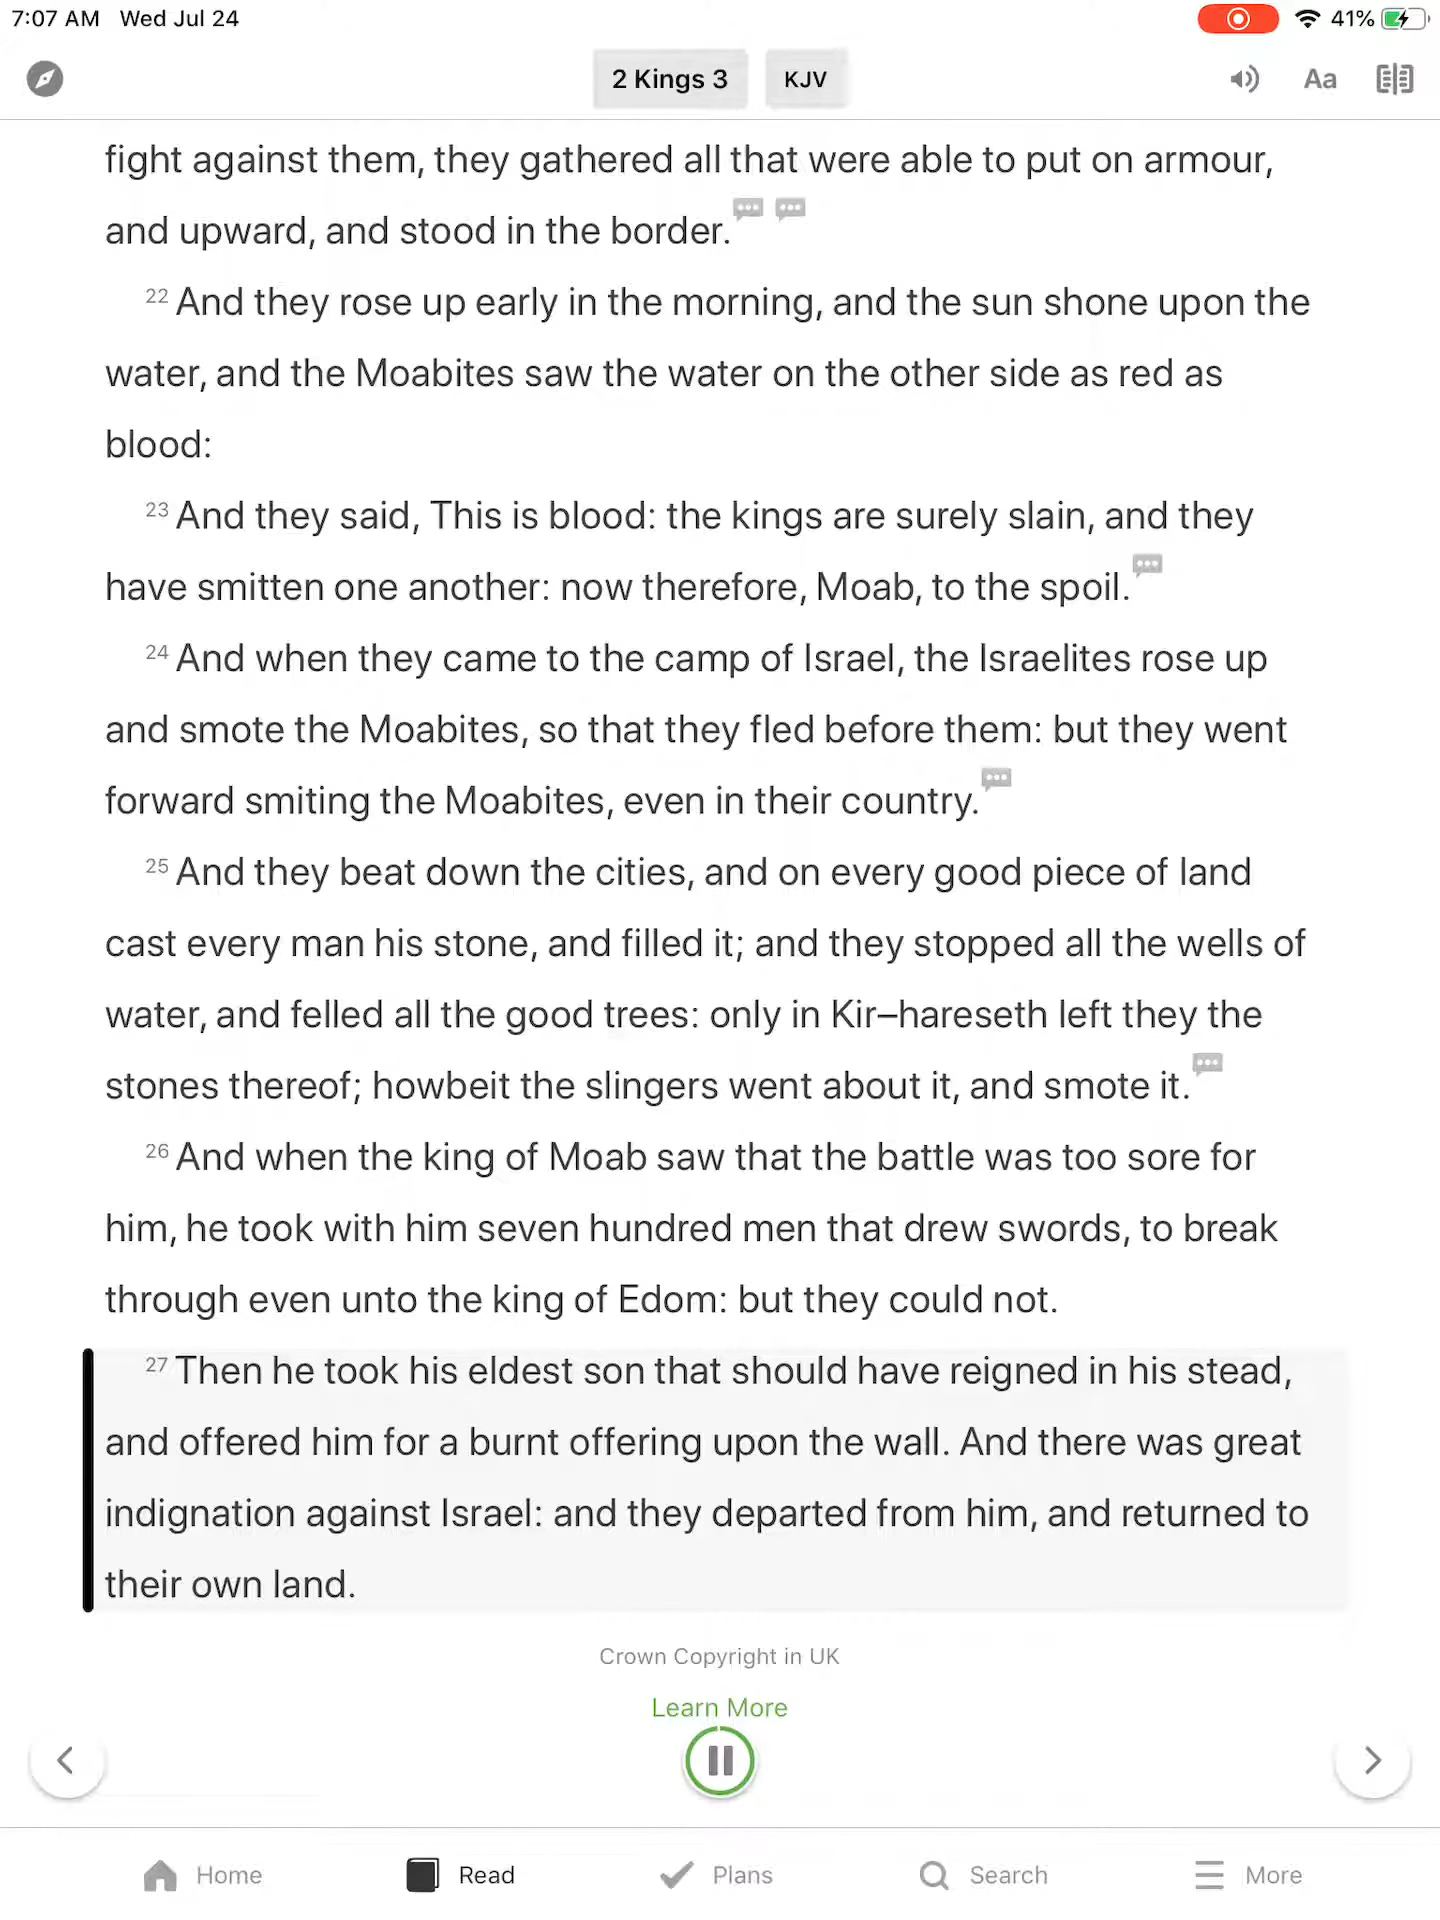 7:07 AM Wed Jul 24 41%
2 Kings 3 KJV Aa
fight against them, they gathered all that were able to put on armour,
and upward, and stood in the border.
22 And they rose up early in the morning, and the sun shone upon the
water, and the Moabites saw the water on the other side as red as
blood:
23 And they said, This is blood: the kings are surely slain, and they
have smitten one another: now therefore, Moab, to the spoil.
24 And when they came to the camp of Israel, the Israelites rose up
and smote the Moabites, so that they fled before them: but they went
forward smiting the Moabites, even in their country.
25 And they beat down the cities, and on every good piece of land
cast every man his stone, and filled it; and they stopped all the wells of
water, and felled all the good trees: only in Kir–hareseth left they the
stones thereof; howbeit the slingers went about it, and smote it.
26 And when the king of Moab saw that the battle was too sore for
him, he took with him seven hundred men that drew swords, to break
through even unto the king of Edom: but they could not.
27 Then he took his eldest son that should have reigned in his stead,
and offered him for a burnt offering upon the wall. And there was great
indignation against Israel: and they departed from him, and returned to
their own land.
Crown Copyright in UK
Learn More
Home Read Plans Search More